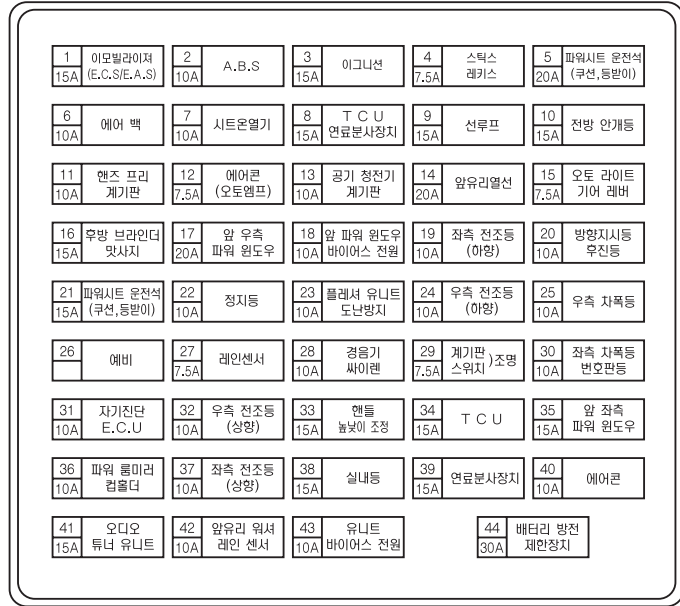 1 15A 이모빌라이져 (E.C.S/E.A.S)
2 10A A.B.S
3 15A 이그니션
4 7.5A 스틱스 레키스
5 20A 파워시트 운전석 (쿠션,등받이)
6 10A 에어 백
7 10A 시트온열기
8 15A T C U 연료분사장치
9 15A 선루프
10 15A 전방 안개등
11 10A 핸즈 프리 계기판
12 7.5A 에어콘 (오토엠프)
13 10A 공기 청전기 계기판
14 20A 앞유리열선
15 7.5A 오토 라이트 기어 레버
16 15A 후방 브라인더 맛사지
17 20A 앞 우측 파워 윈도우
18 10A 앞 파워 윈도우 바이어스 전원
19 10A 좌측 전조등 (하향)
20 10A 방향지시등 후진등
21 15A 파워시트 운전석 (쿠션,등받이)
22 10A 정지등
23 10A 플레셔 유니트 도난방지
24 10A 우측 전조등 (하향)
25 10A 우측 차폭등
26 예비
27 7.5A 레인센서
28 10A 경음기 싸이렌
29 7.5A 계기판 스위치 )조명
30 10A 좌측 차폭등 번호판등
31 10A 자기진단 E.C.U
32 10A 우측 전조등 (상향)
33 15A 핸들 높낮이 조정
34 15A T C U
35 15A 앞 좌측 파워 윈도우
36 10A 파워 룸미러 컵홀더
37 10A 좌측 전조등 (상향)
38 15A 실내등
39 15A 연료분사장치
40 10A 에어콘
41 15A 오디오 튜너 유니트
42 10A 앞유리 워셔 레인 센서
43 10A 유니트 바이어스 전원
44 30A 배터리 방전 제한장치